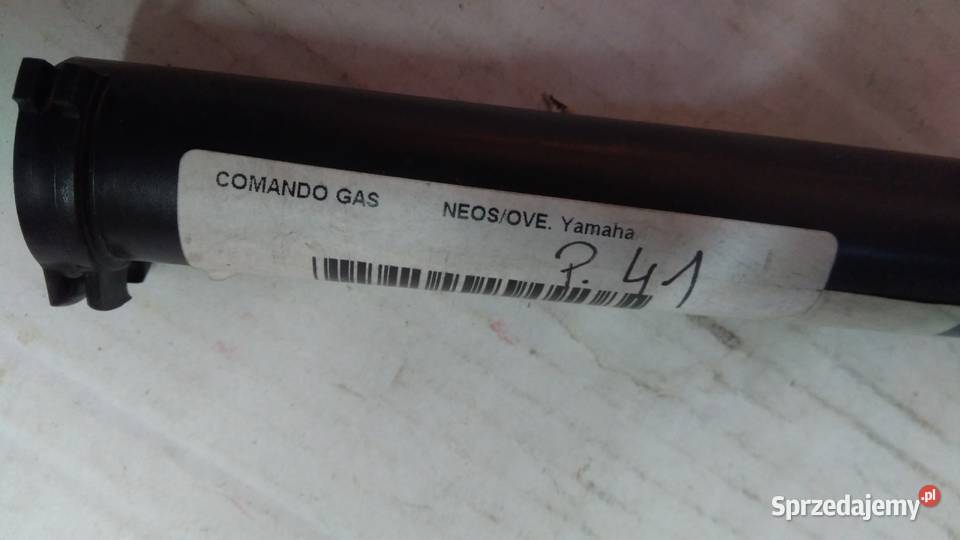 COMANDO GAS NEOS/OVE. Yamaha
P. 41
Sprzedajemy.pl